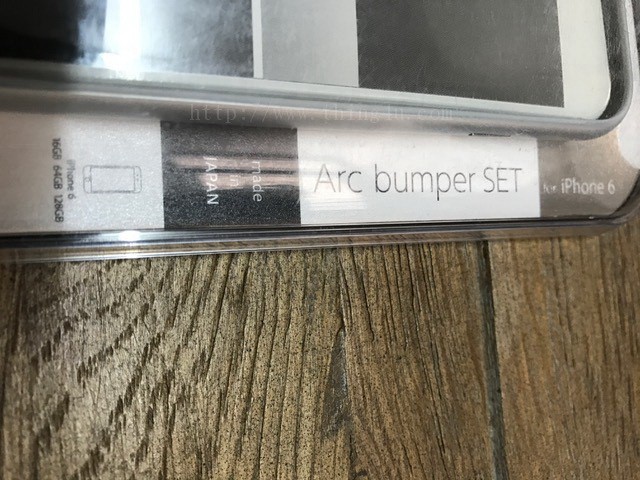 iPhone 6
16GB 64GB 128GB
made
in
JAPAN
Arc bumper SET
for iPhone 6